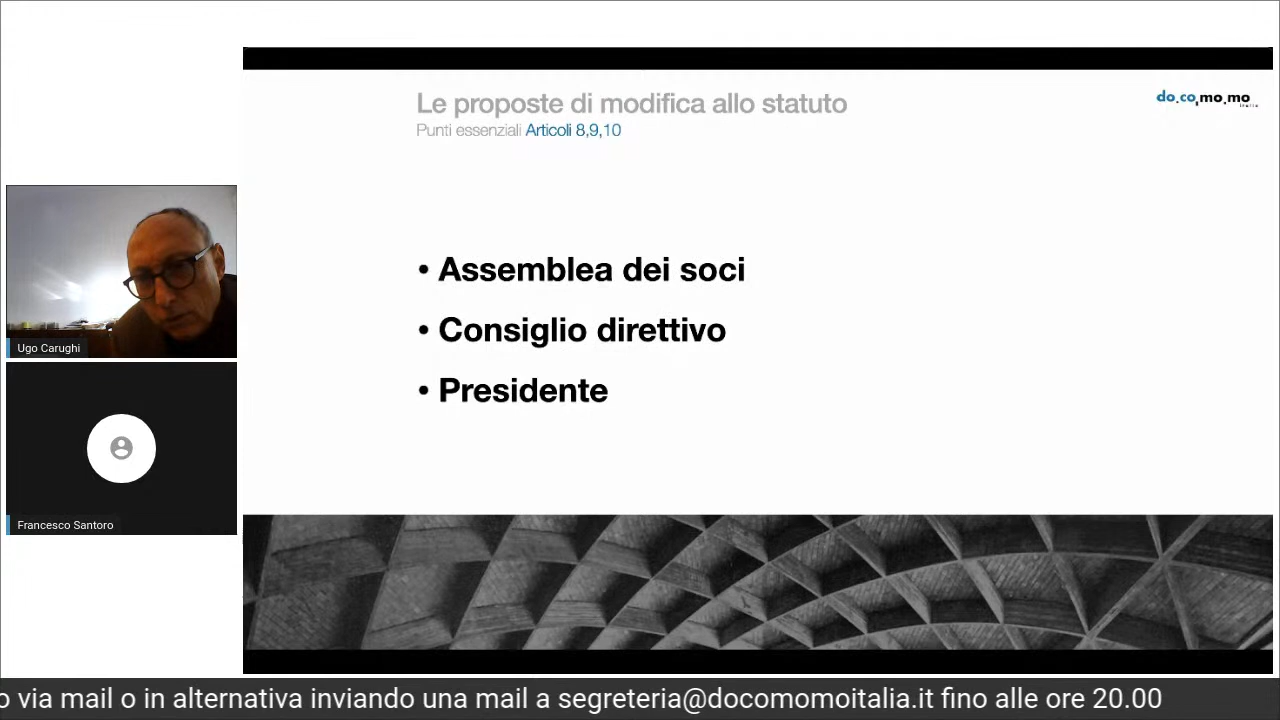 Le proposte di modifica allo statuto
Punti essenziali Articoli 8,9,10
do.co,mo.mo
italia
• Assemblea dei soci
• Consiglio direttivo
• Presidente
Ugo Carughi
Francesco Santoro
o via mail o in alternativa inviando una mail a segreteria@docomomoitalia.it fino alle ore 20.00